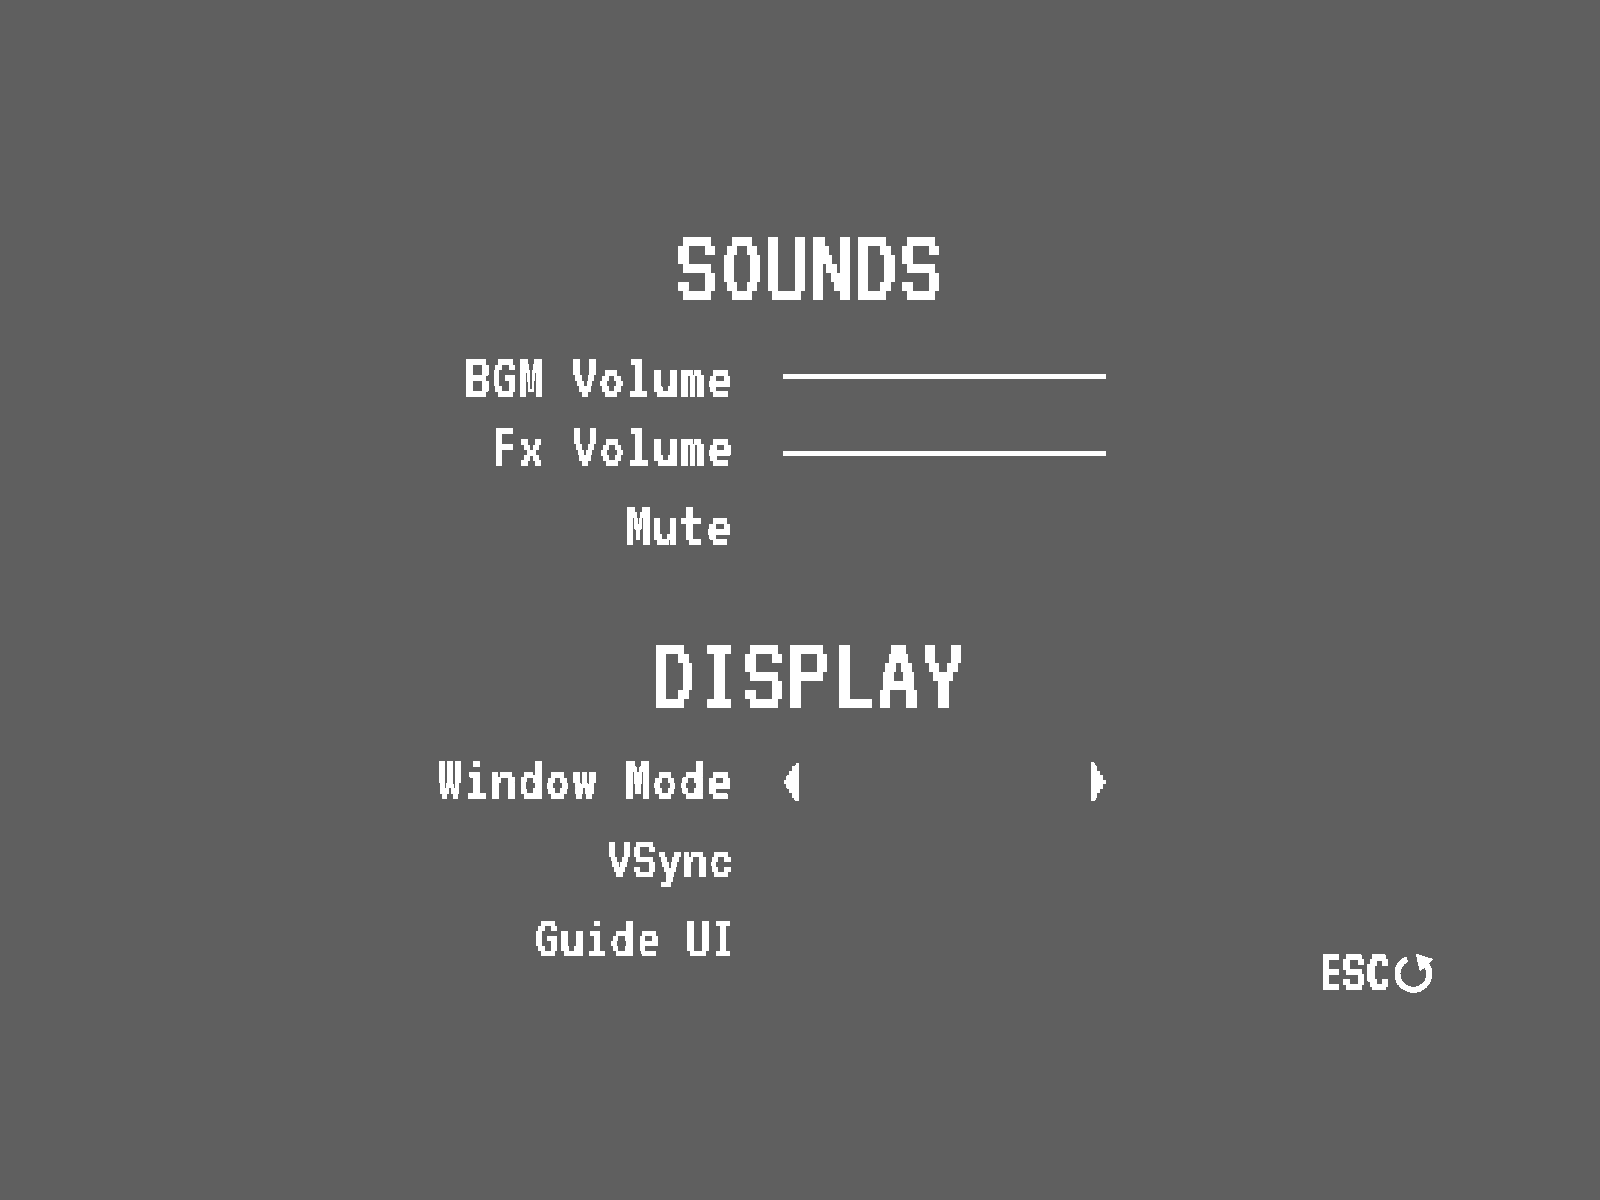 SOUNDS
BGM Volume
Fx Volume
Mute
DISPLAY
Window Mode
VSync
Guide UI
ESC